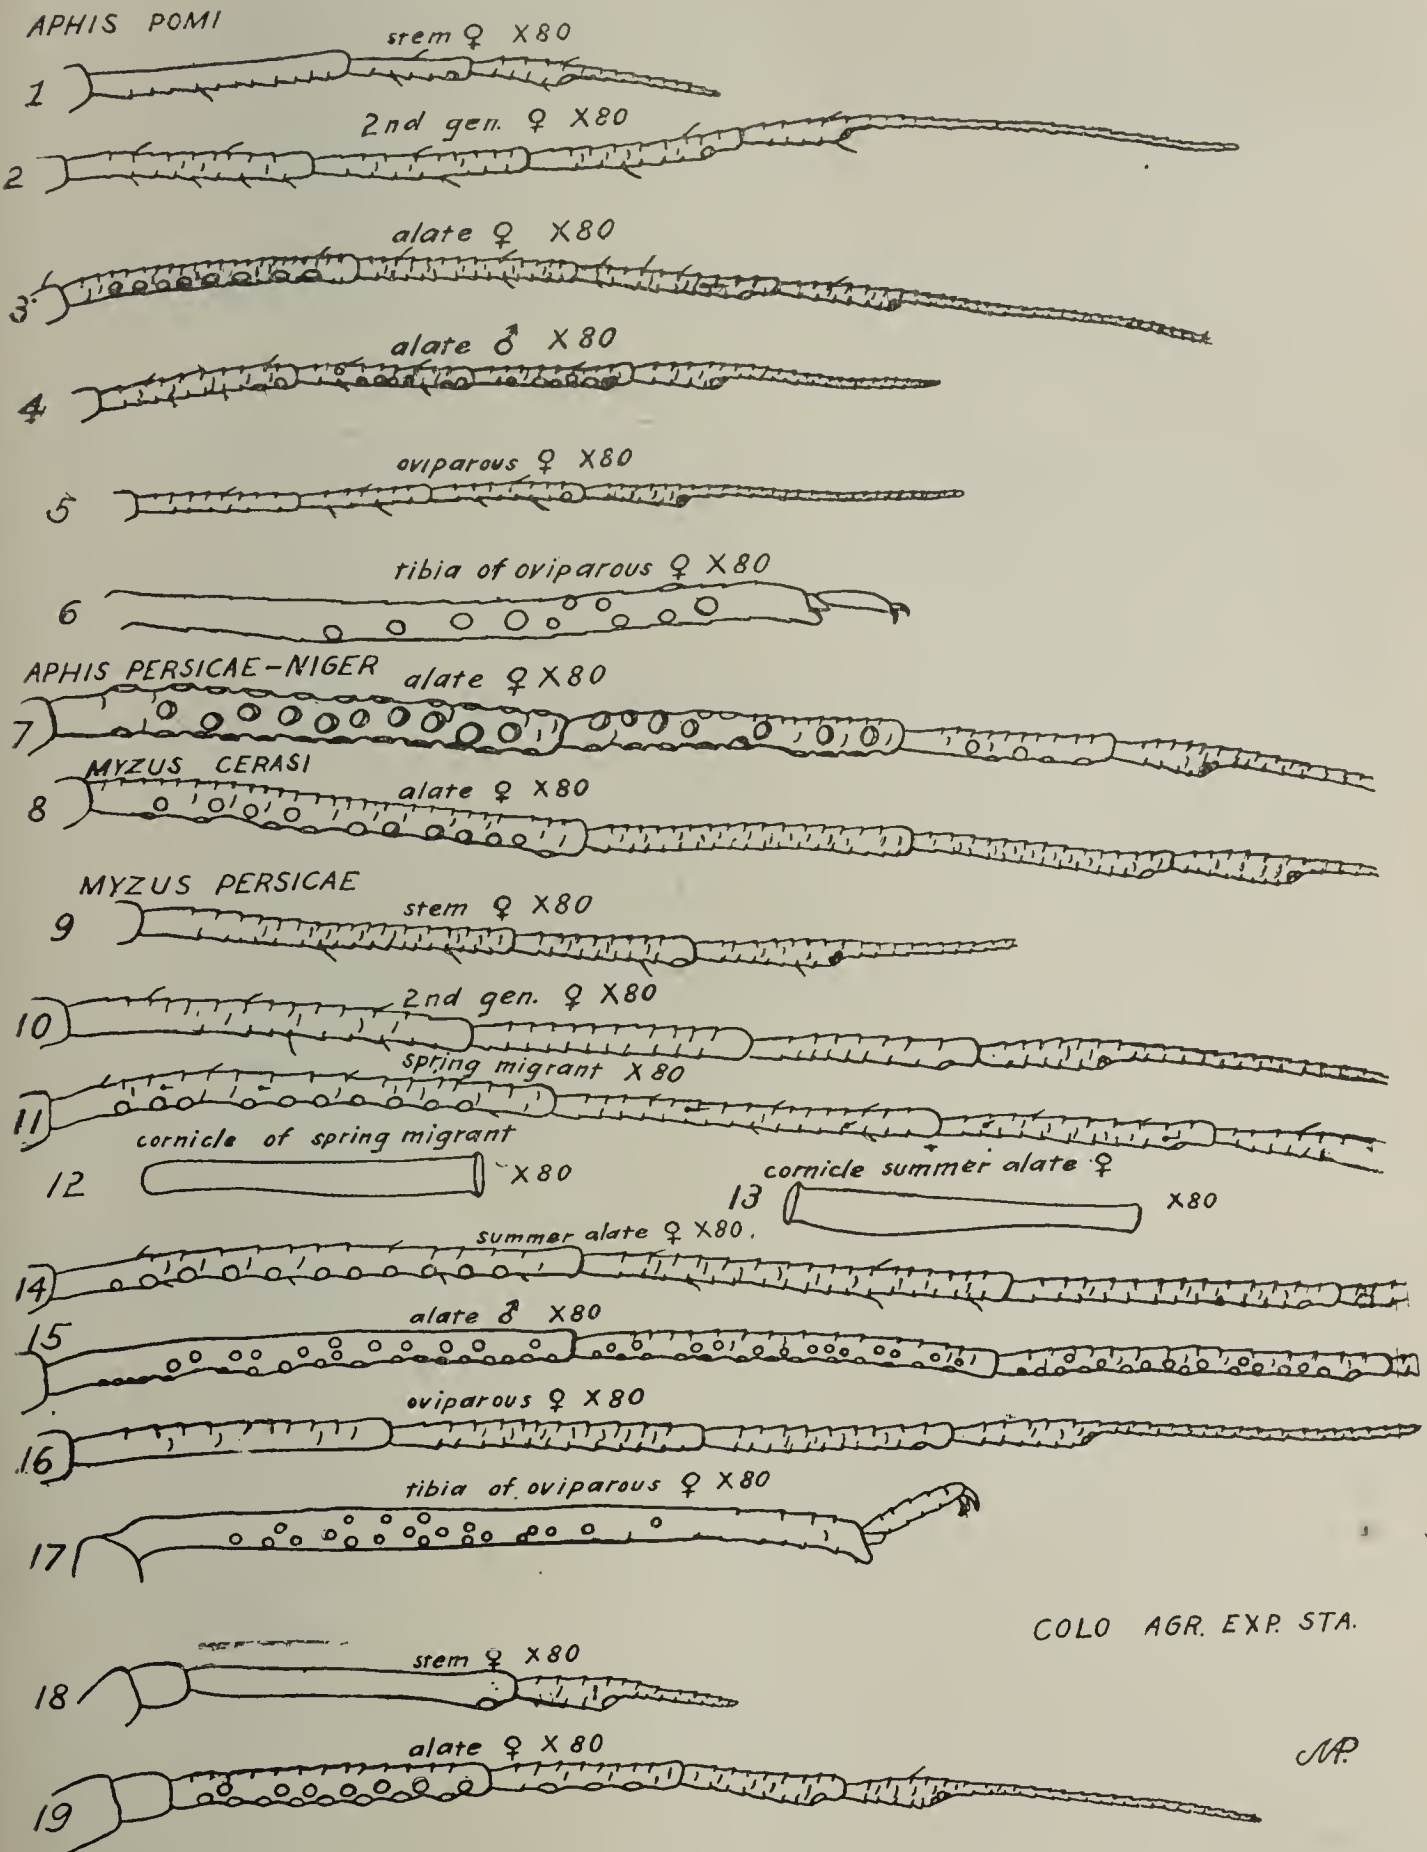 APHIS POMI
stem ♀ X80
1
2nd gen. ♀ X80
2
alate ♀ X80
3
alate ♂ X80
4
oviparous ♀ X80
5
tibia of oviparous ♀ X80
6
APHIS PERSICAE-NIGER alate ♀ X80
7
MYZUS CERASI
alate ♀ X80
8
MYZUS PERSICAE
stem ♀ X80
9
2nd gen. ♀ X80
10
spring migrant X80
11
cornicle of spring migrant
12 X80
cornicle summer alate ♀
13 X80
summer alate ♀ X80.
14
alate ♂ X80
15
oviparous ♀ X80
16
tibia of oviparous ♀ X80
17
COLO AGR. EXP. STA.
stem ♀ X80
18
alate ♀ X80
19